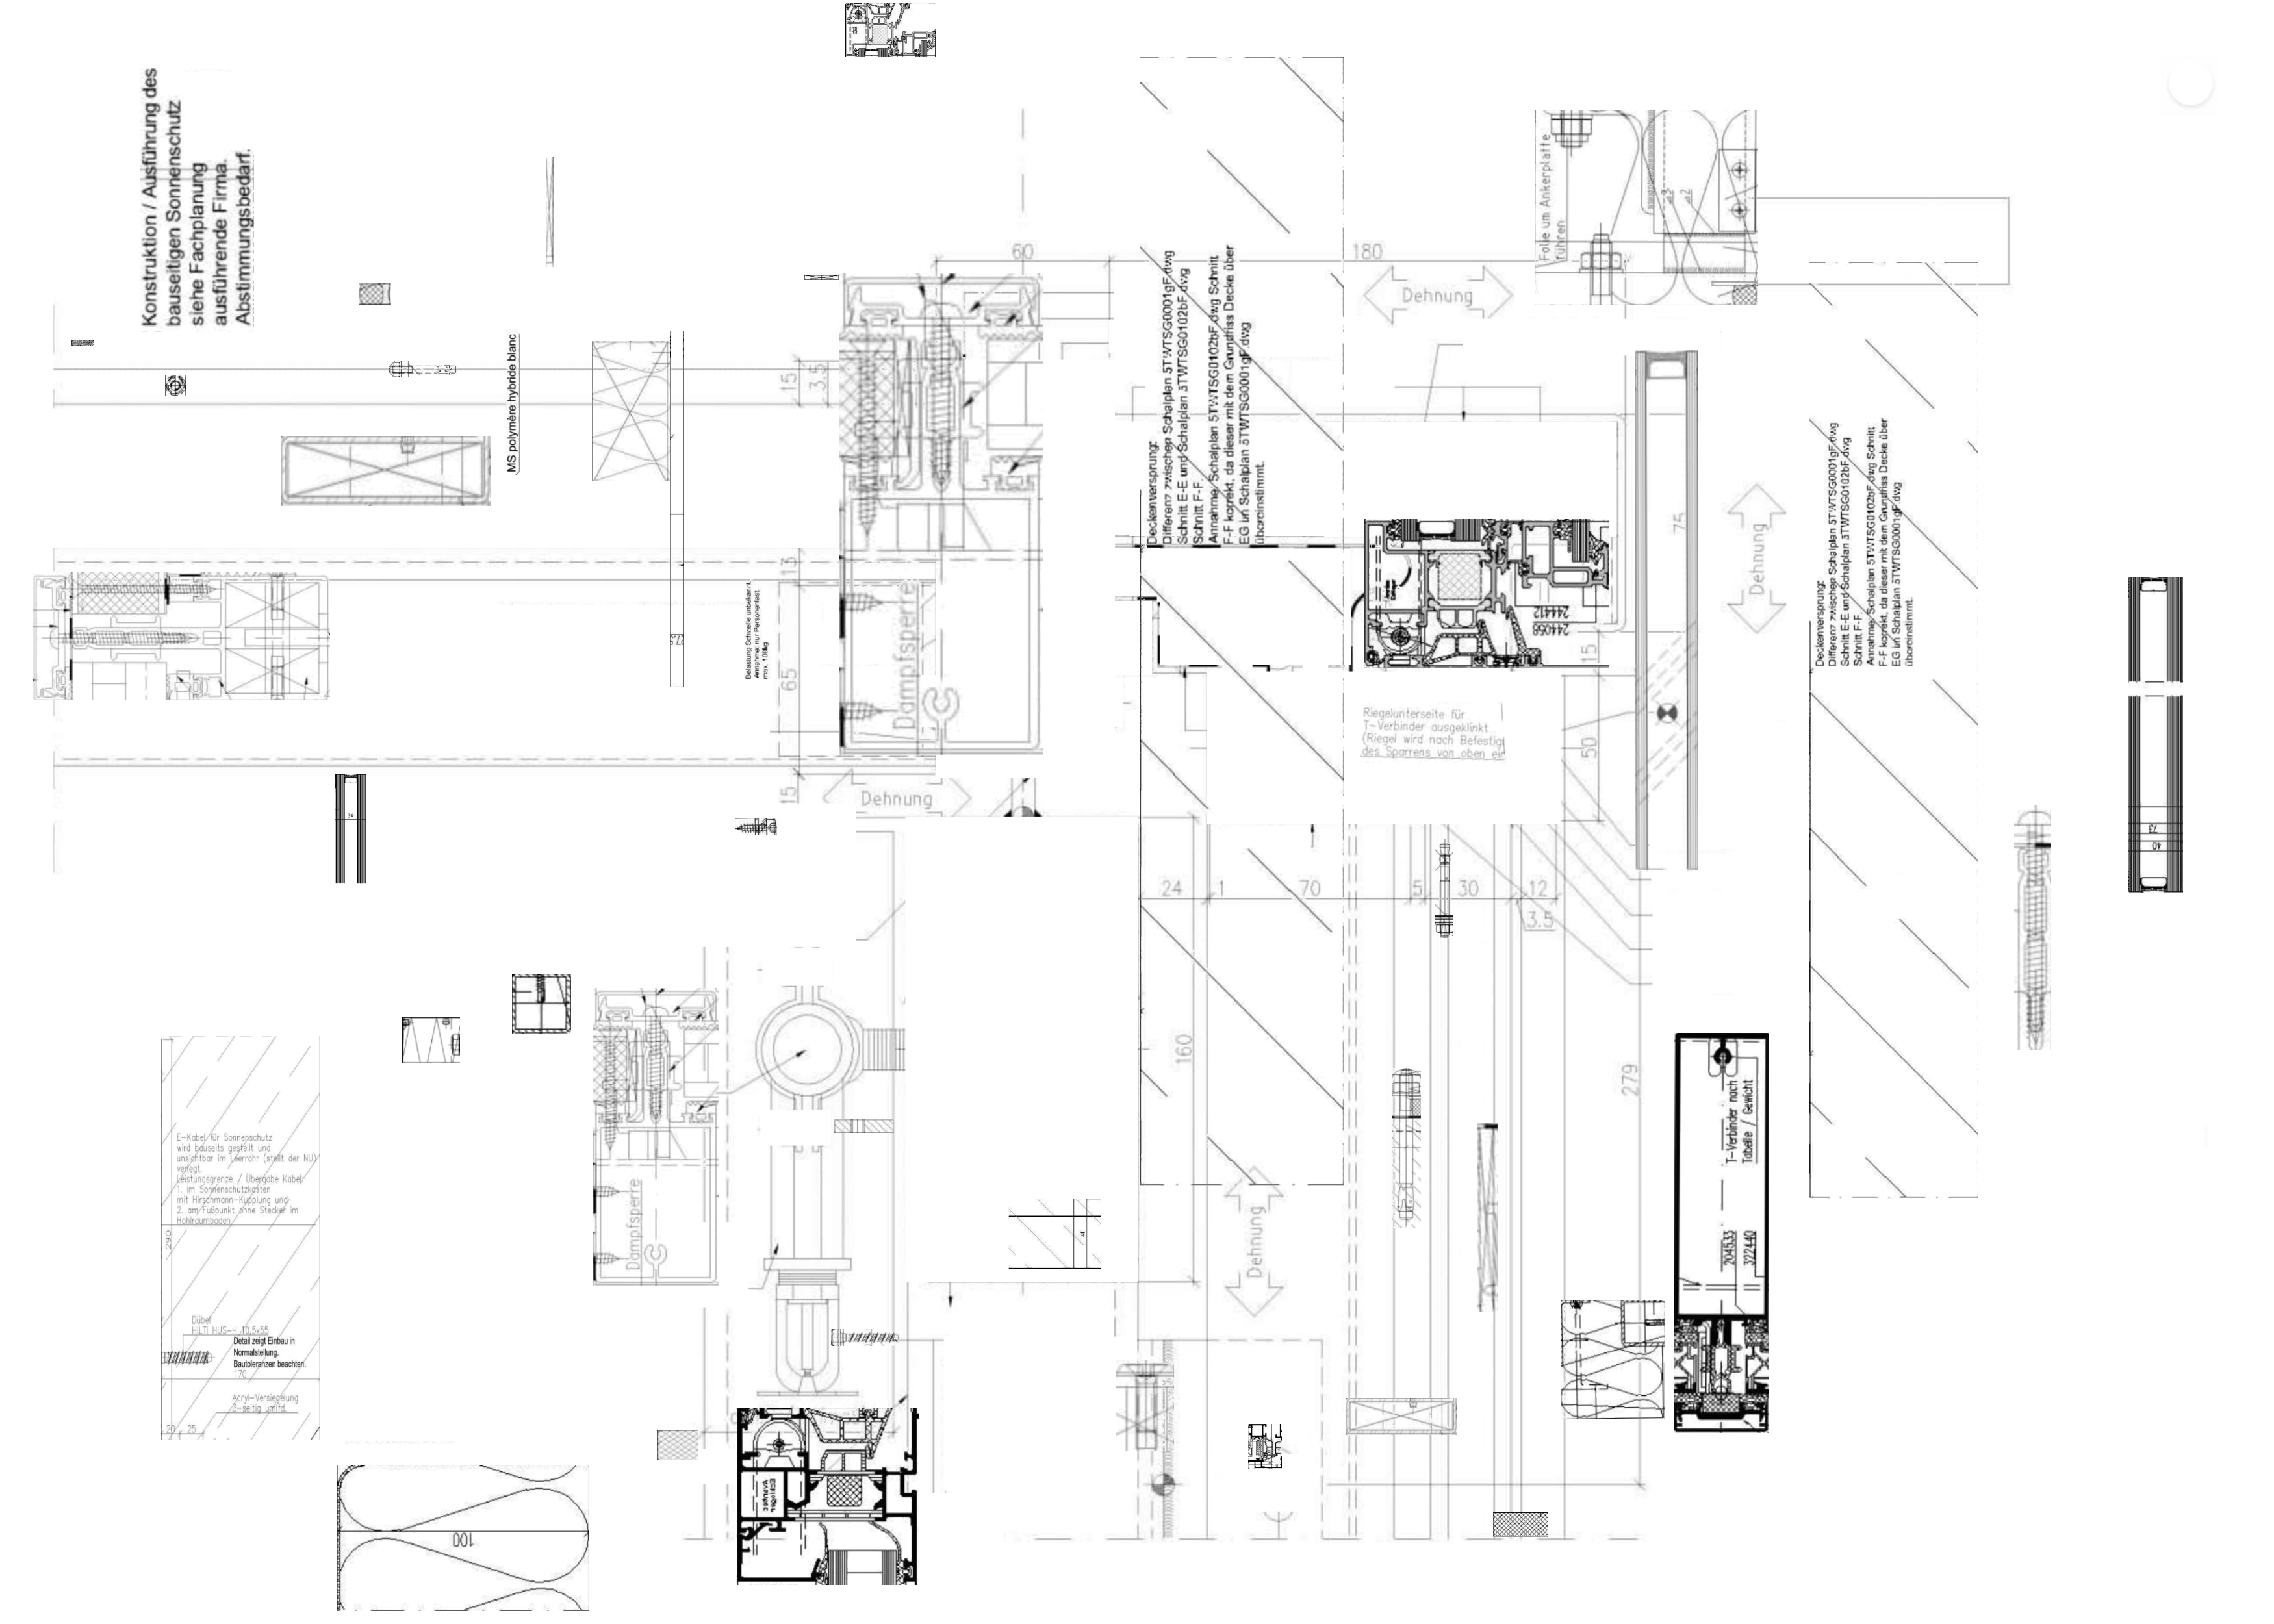 Konstruktion / Ausführung des
bauseitigen Sonnenschutz
siehe Fachplanung
ausführende Firma.
Abstimmungsbedarf.
MS polymère hybride blanc
60
180
Dehnung
Folie um Ankerplatte
führen
15
3.5
13
65
15
Dampfsperre
Dehnung
Belastung Schwelle unbekannt.
Annahme: nur Personenlast.
max. 100kg
Deckenversprung:
Differenz zwischen Schalplan 5TWTSG0001gF.dwg
Schnitt E-E und Schalplan 5TWTSG0102bF.dwg
Schnitt F-F.
Annahme: Schalplan 5TWTSG0102bF.dwg Schnitt
F-F korrekt, da dieser mit dem Grundriss Decke über
EG im Schalplan 5TWTSG0001gF.dwg
übereinstimmt.
244412
244068
15
50
75
Dehnung
Riegelunterseite für
T-Verbinder ausgeklinkt
(Riegel wird nach Befestig
des Sparrens von oben ei
Deckenversprung:
Differenz zwischen Schalplan 5TWTSG0001gF.dwg
Schnitt E-E und Schalplan 5TWTSG0102bF.dwg
Schnitt F-F.
Annahme: Schalplan 5TWTSG0102bF.dwg Schnitt
F-F korrekt, da dieser mit dem Grundriss Decke über
EG im Schalplan 5TWTSG0001gF.dwg
übereinstimmt.
73
40
24 1 70 5 30 12
3.5
160
279
Dehnung
Dampfsperre
T-Verbinder nach
Tabelle / Gewicht
204533
322440
E-Kabel für Sonnenschutz
wird bauseits gestellt und
unsichtbar im Leerrohr (stellt der NU)
verlegt.
Leistungsgrenze / Übergabe Kabel
1. im Sonnenschutzkasten
mit Hirschmann-Kupplung und
2. am Fußpunkt ohne Stecker im
Hohlraumboden
290
Dübel
HILTI HUS-H 10,5x55
Detail zeigt Einbau in
Normalstellung.
Bautoleranzen beachten.
170
Acryl-Versiegelung
3-seitig umlfd.
20 25
100